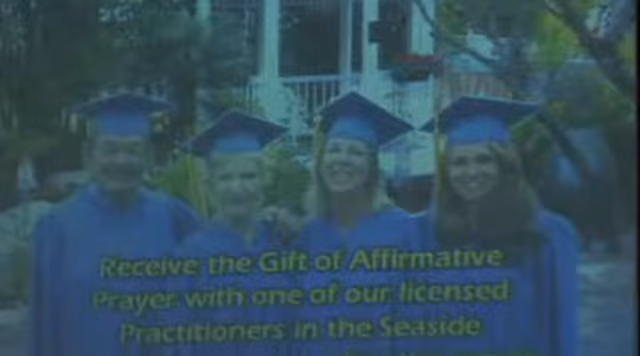 Receive the Gift of Affirmative
Prayer with one of our licensed
Practitioners in the Seaside